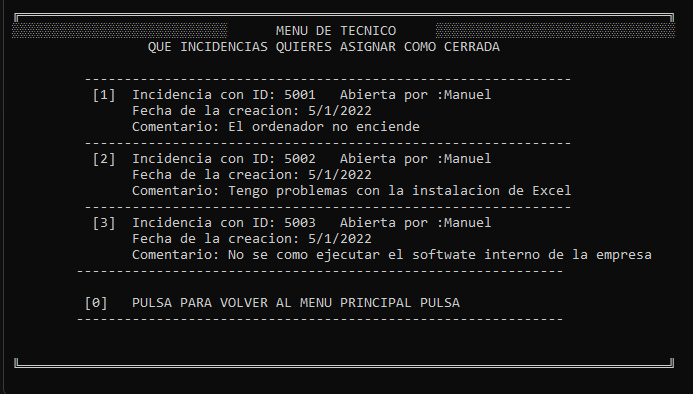 MENU DE TECNICO
QUE INCIDENCIAS QUIERES ASIGNAR COMO CERRADA
-------------------------------------------------------------
[1] Incidencia con ID: 5001 Abierta por :Manuel
Fecha de la creacion: 5/1/2022
Comentario: El ordenador no enciende
-------------------------------------------------------------
[2] Incidencia con ID: 5002 Abierta por :Manuel
Fecha de la creacion: 5/1/2022
Comentario: Tengo problemas con la instalacion de Excel
-------------------------------------------------------------
[3] Incidencia con ID: 5003 Abierta por :Manuel
Fecha de la creacion: 5/1/2022
Comentario: No se como ejecutar el softwate interno de la empresa
-------------------------------------------------------------
[0] PULSA PARA VOLVER AL MENU PRINCIPAL PULSA
-------------------------------------------------------------